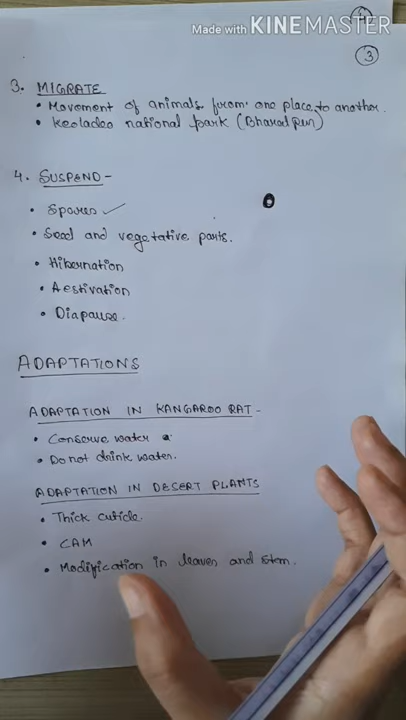 Made with KINEMASTER
3
3. MIGRATE
• Movement of animals from one place to another.
• Keolades national park (Bharatpur)
4. SUSPEND -
• Spores ✓
• Seed and vegetative parts.
• Hibernation
• Aestivation
• Diapause.
ADAPTATIONS
ADAPTATION IN KANGAROO RAT -
• Conserve water
• Do not drink water.
ADAPTATION IN DESERT PLANTS
• Thick cuticle.
• CAM
• Modification in leaves and stem.